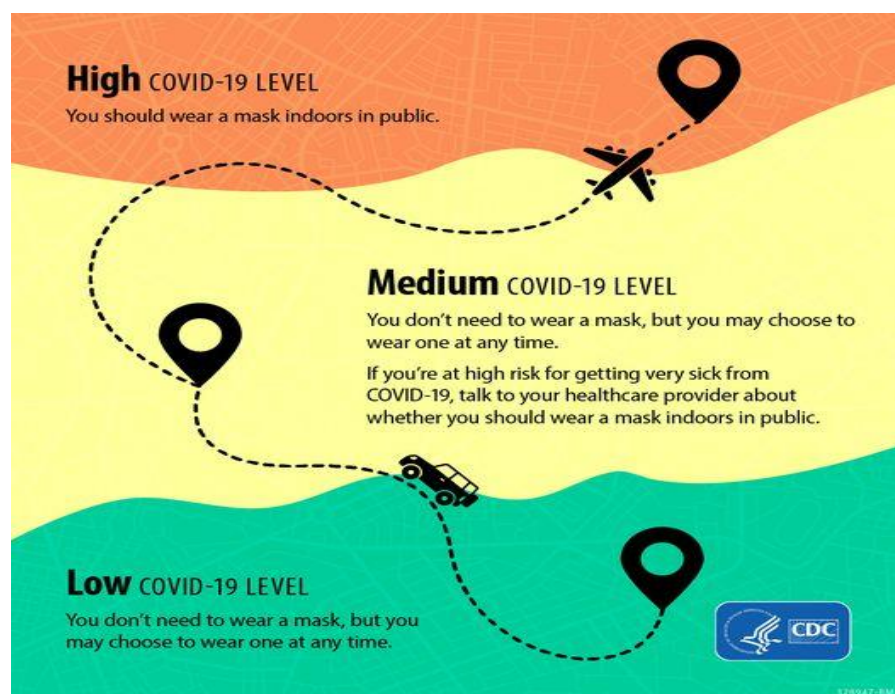 High COVID-19 LEVEL
You should wear a mask indoors in public.
Medium COVID-19 LEVEL
You don't need to wear a mask, but you may choose to
wear one at any time.
If you're at high risk for getting very sick from
COVID-19, talk to your healthcare provider about
whether you should wear a mask indoors in public.
Low COVID-19 LEVEL
You don't need to wear a mask, but you
may choose to wear one at any time.
CDC